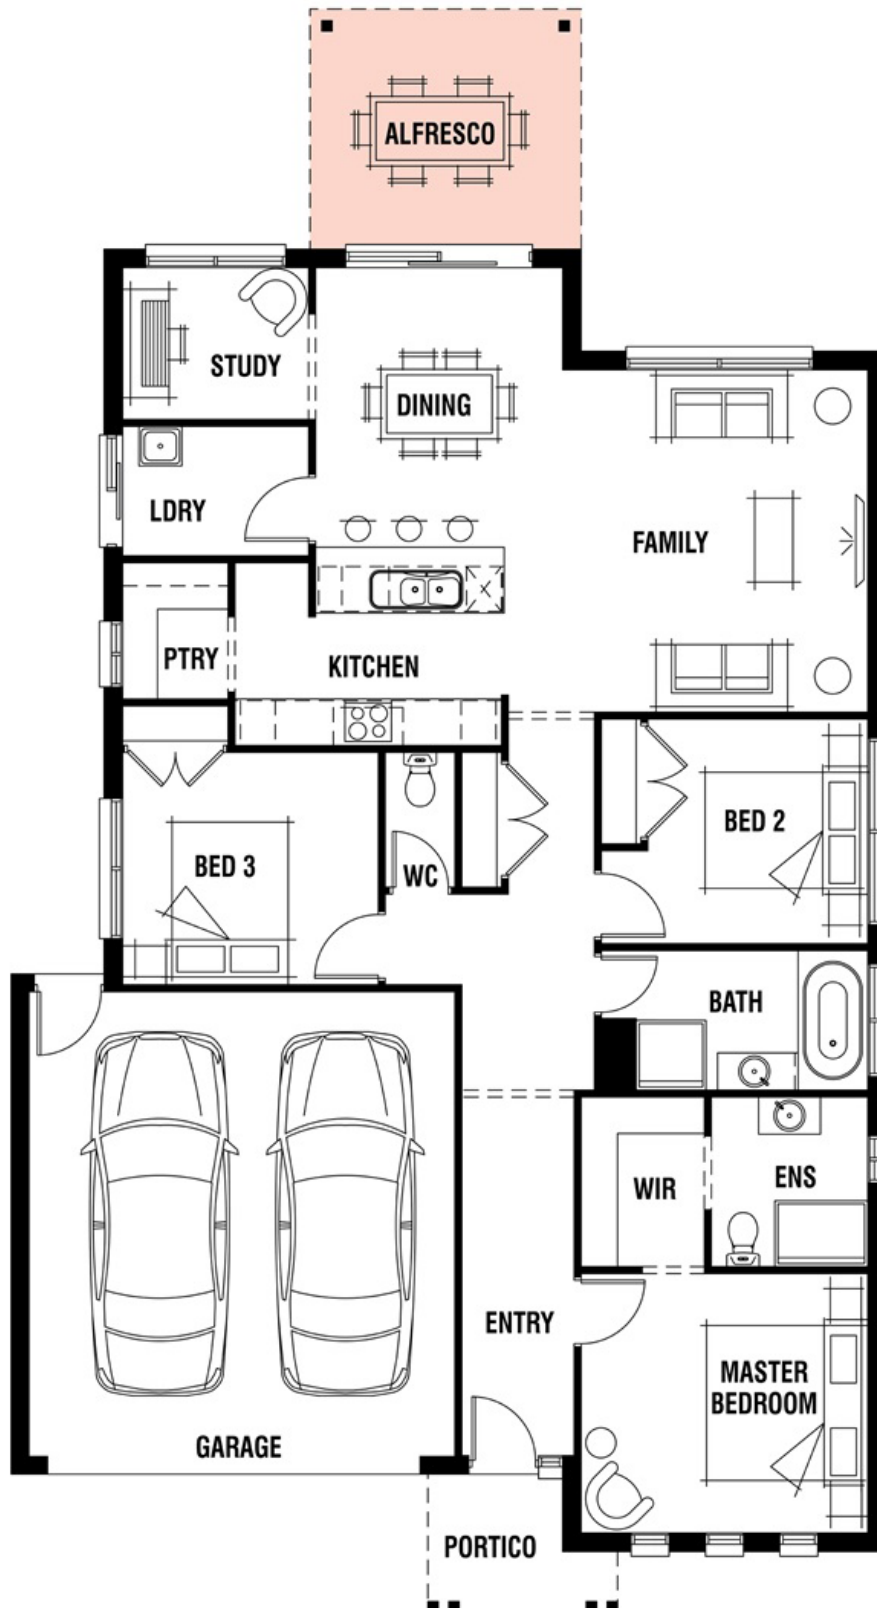 ALFRESCO
STUDY
DINING
LDRY
FAMILY
PTRY
KITCHEN
BED 2
BED 3
WC
BATH
WIR
ENS
ENTRY
MASTER
BEDROOM
GARAGE
PORTICO